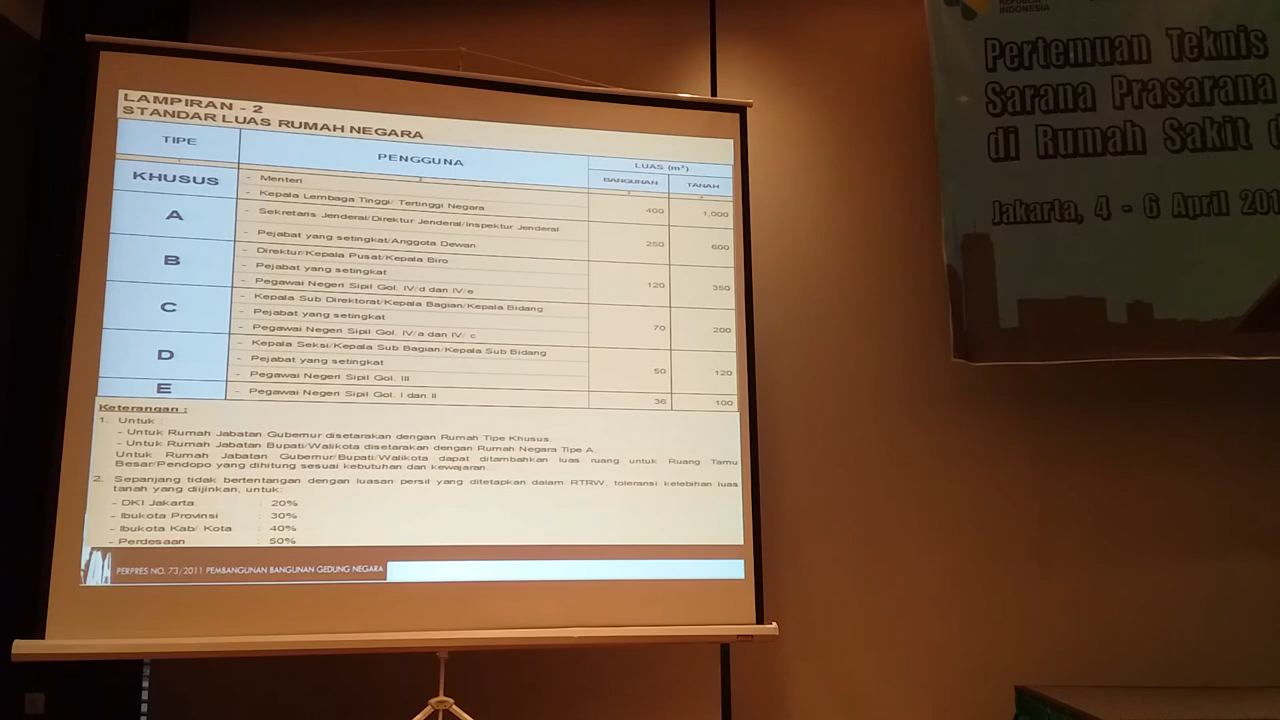 LAMPIRAN - 2
STANDAR LUAS RUMAH NEGARA
TIPE
PENGGUNA
LUAS (m²)
BANGUNAN
TANAH
KHUSUS
- Menteri
- Kepala Lembaga Tinggi/ Tertinggi Negara
400
1,000
A
- Sekretaris Jenderal/Direktur Jenderal/Inspektur Jenderal
- Pejabat yang setingkat/Anggota Dewan
250
600
B
- Direktur/Kepala Pusat/Kepala Biro
- Pejabat yang setingkat
- Pegawai Negeri Sipil Gol. IV/d dan IV/e
120
350
C
- Kepala Sub Direktorat/Kepala Bagian/Kepala Bidang
- Pejabat yang setingkat
- Pegawai Negeri Sipil Gol. IV/a dan IV/ c
70
200
D
- Kepala Seksi/Kepala Sub Bagian/Kepala Sub Bidang
- Pejabat yang setingkat
- Pegawai Negeri Sipil Gol. III
50
120
E
- Pegawai Negeri Sipil Gol. I dan II
36
100
Keterangan :
1. Untuk :
- Untuk Rumah Jabatan Gubernur disetarakan dengan Rumah Tipe Khusus.
- Untuk Rumah Jabatan Bupati/Walikota disetarakan dengan Rumah Negara Tipe A.
Untuk Rumah Jabatan Gubernur/Bupati/Walikota dapat ditambahkan luas ruang untuk Ruang Tamu
Besar/Pendopo yang dihitung sesuai kebutuhan dan kewajaran.
2. Sepanjang tidak bertentangan dengan luasan persil yang ditetapkan dalam RTRW, toleransi kelebihan luas
tanah yang diijinkan, untuk:
- DKI Jakarta : 20%
- Ibukota Provinsi : 30%
- Ibukota Kab/ Kota : 40%
- Perdesaan : 50%
PERPRES NO. 73/2011 PEMBANGUNAN BANGUNAN GEDUNG NEGARA
INDONESIA
Pertemuan Teknis
Sarana Prasarana
di Rumah Sakit
Jakarta, 4 - 6 April 201